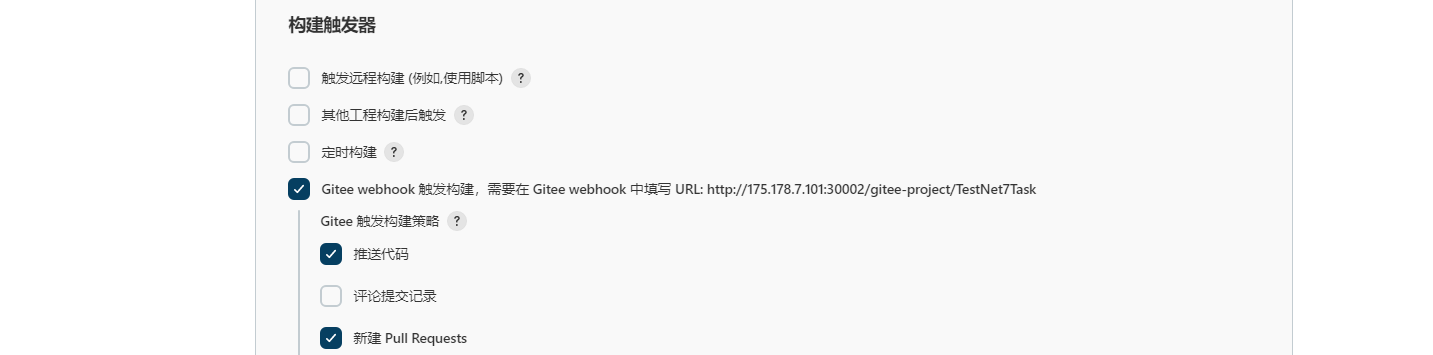 构建触发器
触发远程构建 (例如,使用脚本) ?
其他工程构建后触发 ?
定时构建 ?
Gitee webhook 触发构建，需要在 Gitee webhook 中填写 URL: http://175.178.7.101:30002/gitee-project/TestNet7Task
Gitee 触发构建策略 ?
推送代码
评论提交记录
新建 Pull Requests